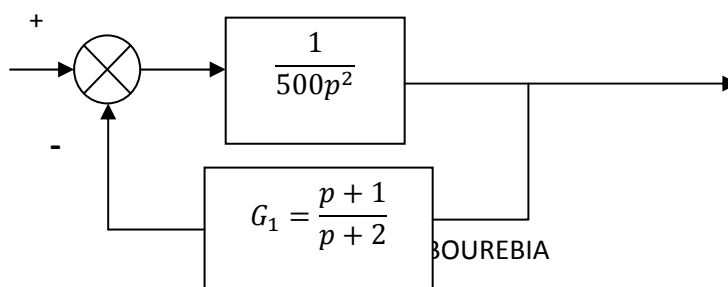 +
1
500p²
-
G₁ = p + 1
p + 2
BOUREBIA